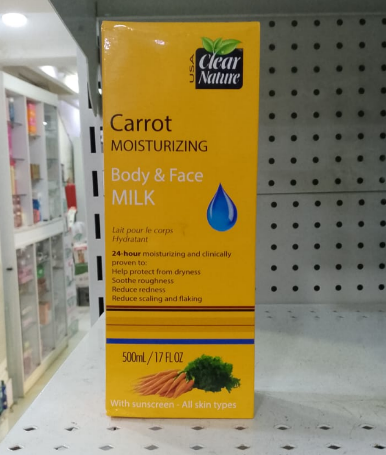 USA
Clear
Nature
Carrot
MOISTURIZING
Body & Face
MILK
Lait pour le corps
Hydratant
24-hour moisturizing and clinically
proven to:
Help protect from dryness
Soothe roughness
Reduce redness
Reduce scaling and flaking
500mL/17 FL OZ
With sunscreen - All skin types